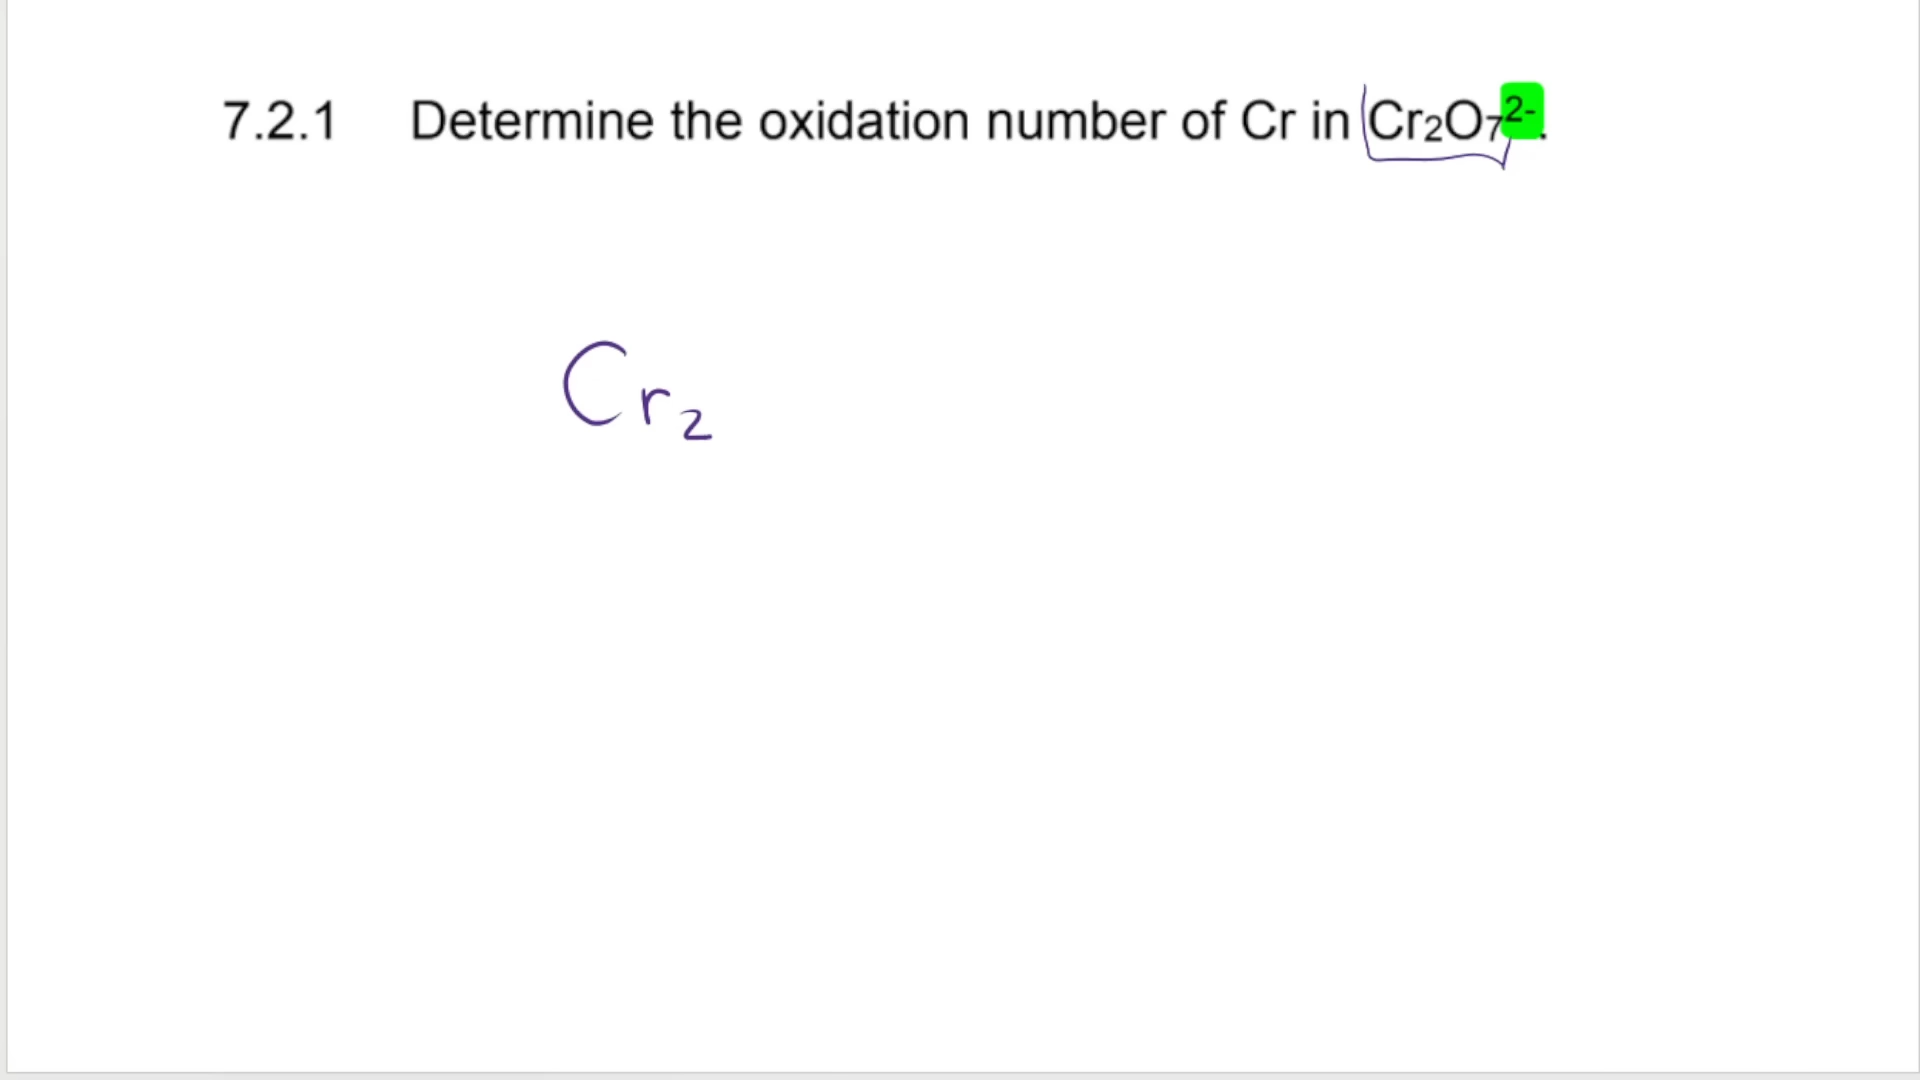 7.2.1 Determine the oxidation number of Cr in Cr₂O₇²⁻.
Cr₂